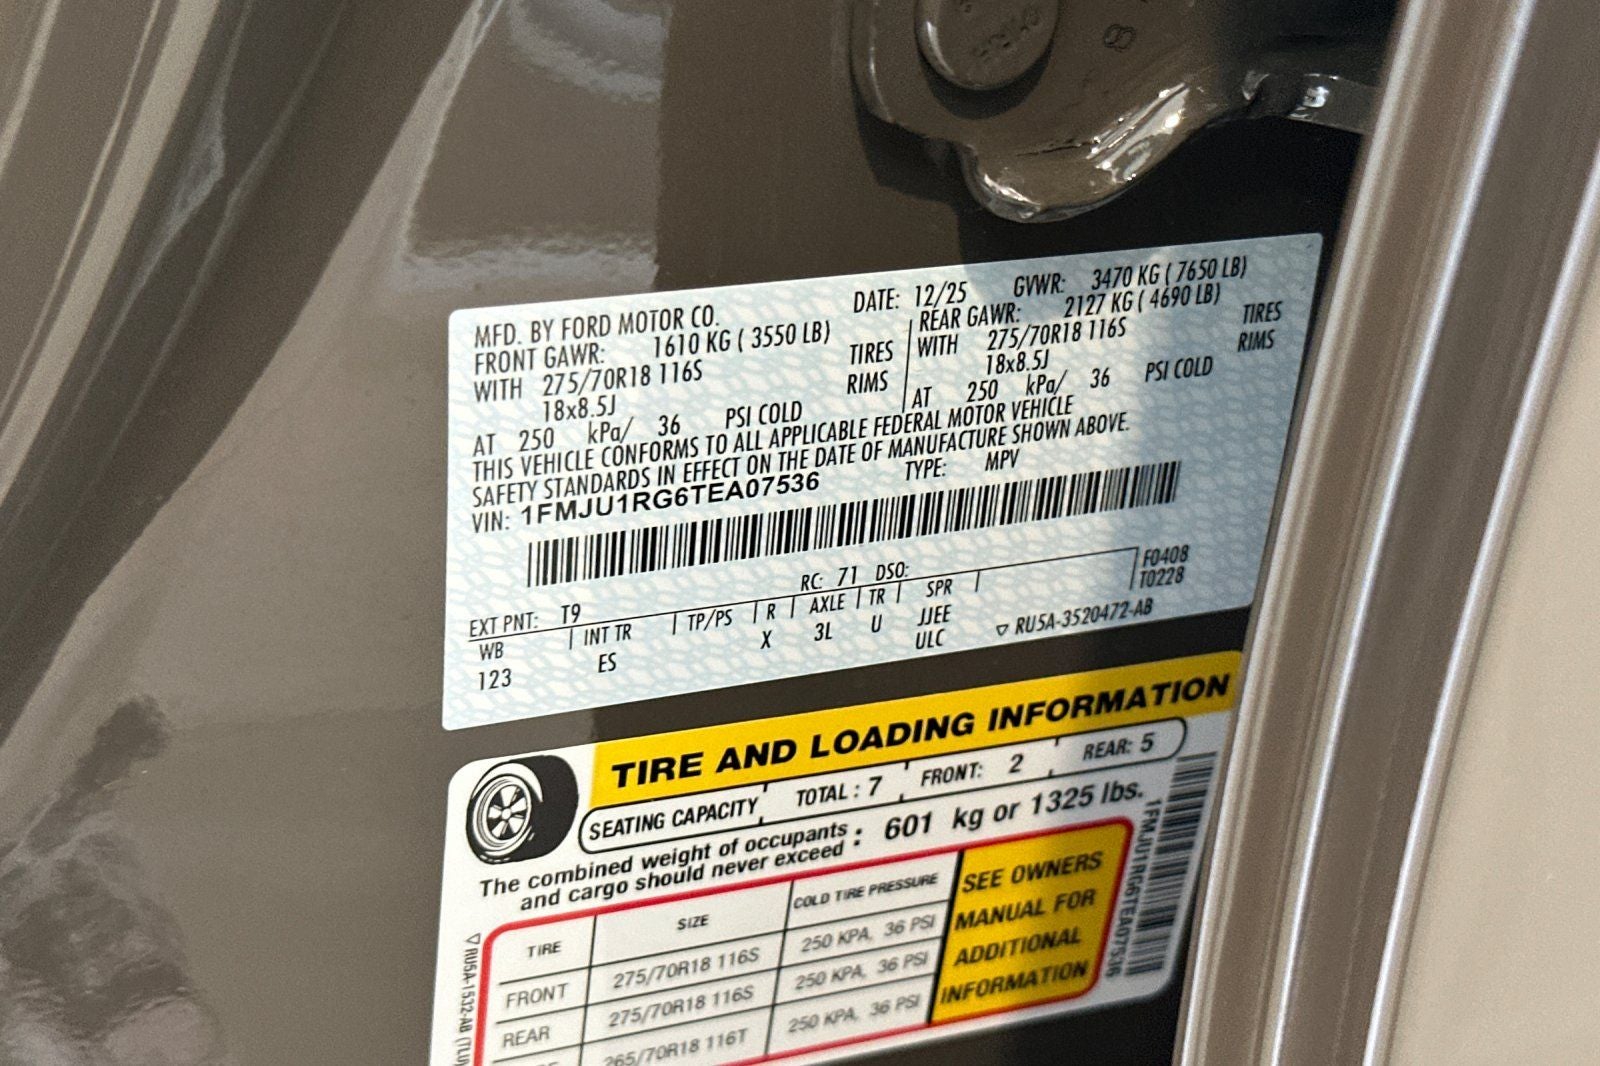 MFD. BY FORD MOTOR CO.
DATE: 12/25 GVWR: 3470 KG ( 7650 LB)
FRONT GAWR: 1610 KG ( 3550 LB)
WITH 275/70R18 116S TIRES
18x8.5J RIMS
AT 250 kPa/ 36 PSI COLD
REAR GAWR: 2127 KG ( 4690 LB)
WITH 275/70R18 116S TIRES
18x8.5J RIMS
AT 250 kPa/ 36 PSI COLD
THIS VEHICLE CONFORMS TO ALL APPLICABLE FEDERAL MOTOR VEHICLE
SAFETY STANDARDS IN EFFECT ON THE DATE OF MANUFACTURE SHOWN ABOVE.
VIN: 1FMJU1RG6TEA07536 TYPE: MPV
EXT PNT: T9 RC: 71 DSO: F0408
WB INT TR TP/PS R AXLE TR SPR T0228
123 ES X 3L U JJEE
ULC ▽ RU5A-3520472-AB
TIRE AND LOADING INFORMATION
SEATING CAPACITY TOTAL : 7 FRONT: 2 REAR: 5
The combined weight of occupants and cargo should never exceed : 601 kg or 1325 lbs.
TIRE SIZE COLD TIRE PRESSURE
FRONT 275/70R18 116S 250 KPA, 36 PSI
REAR 275/70R18 116S 250 KPA, 36 PSI
265/70R18 116T 250 KPA, 36 PSI
SEE OWNERS
MANUAL FOR
ADDITIONAL
INFORMATION
1FMJU1RG6TEA07536
▽ RU5A-1532-AB